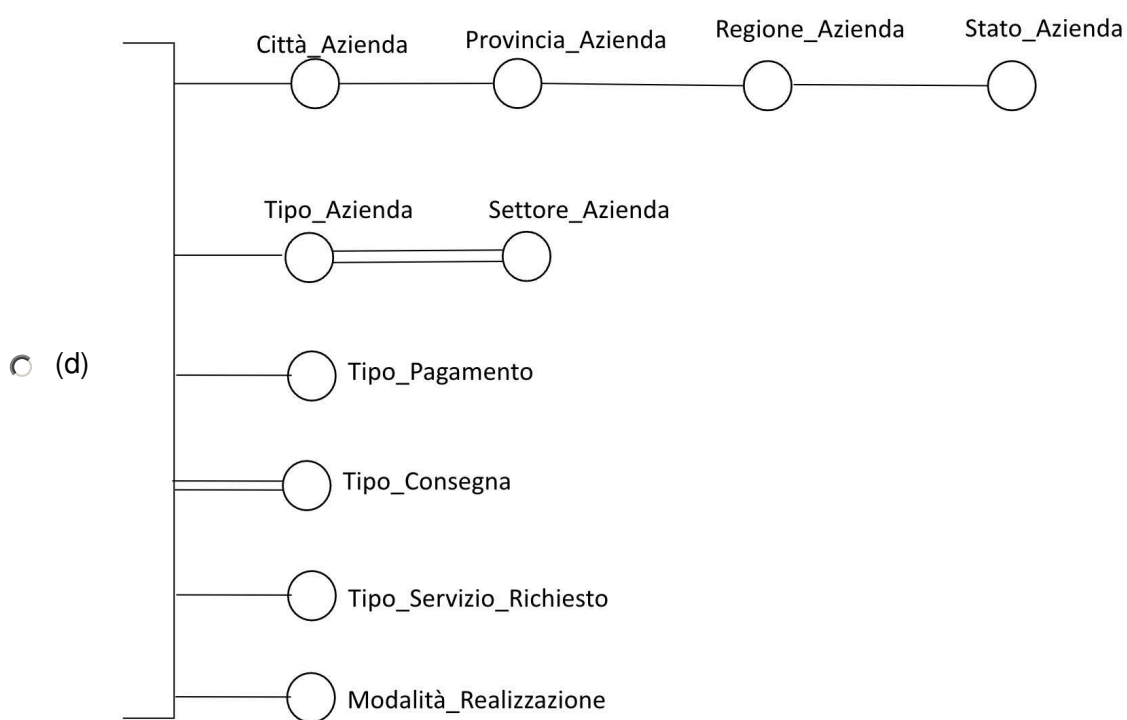 Città_Azienda Provincia_Azienda Regione_Azienda Stato_Azienda
Tipo_Azienda Settore_Azienda
(d)
Tipo_Pagamento
Tipo_Consegna
Tipo_Servizio_Richiesto
Modalità_Realizzazione